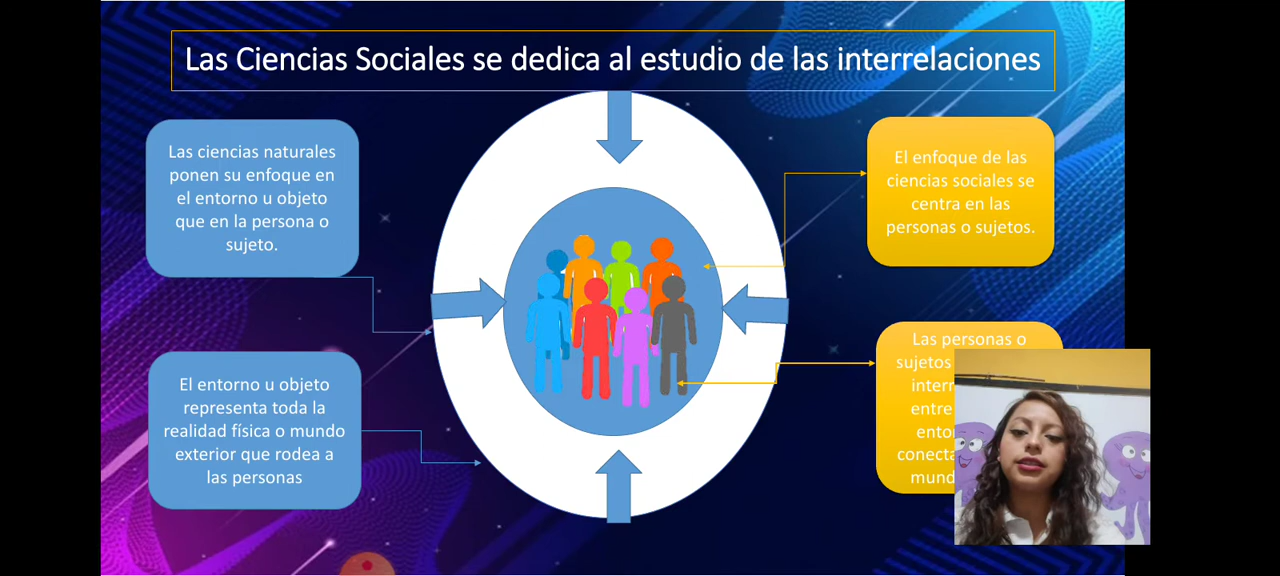 Las Ciencias Sociales se dedica al estudio de las interrelaciones
Las ciencias naturales
ponen su enfoque en
el entorno u objeto
que en la persona o
sujeto.
El entorno u objeto
representa toda la
realidad física o mundo
exterior que rodea a
las personas
El enfoque de las
ciencias sociales se
centra en las
personas o sujetos.
Las personas o
sujetos